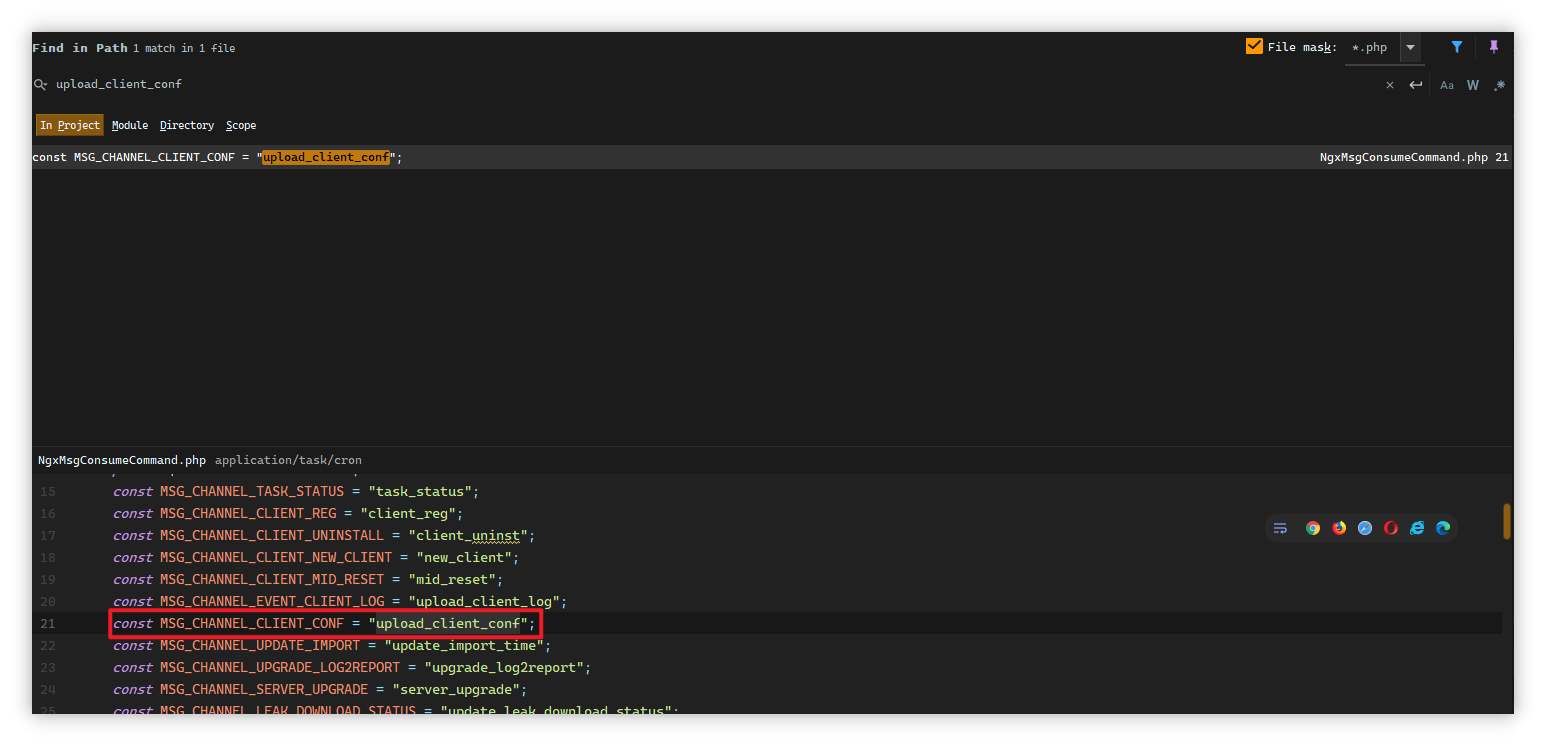 Find in Path 1 match in 1 file
File mask: *.php
upload_client_conf
Aa W .*
In Project Module Directory Scope
const MSG_CHANNEL_CLIENT_CONF = "upload_client_conf"; NgxMsgConsumeCommand.php 21
NgxMsgConsumeCommand.php application/task/cron
15 const MSG_CHANNEL_TASK_STATUS = "task_status";
16 const MSG_CHANNEL_CLIENT_REG = "client_reg";
17 const MSG_CHANNEL_CLIENT_UNINSTALL = "client_uninst";
18 const MSG_CHANNEL_CLIENT_NEW_CLIENT = "new_client";
19 const MSG_CHANNEL_CLIENT_MID_RESET = "mid_reset";
20 const MSG_CHANNEL_EVENT_CLIENT_LOG = "upload_client_log";
21 const MSG_CHANNEL_CLIENT_CONF = "upload_client_conf";
22 const MSG_CHANNEL_UPDATE_IMPORT = "update_import_time";
23 const MSG_CHANNEL_UPGRADE_LOG2REPORT = "upgrade_log2report";
24 const MSG_CHANNEL_SERVER_UPGRADE = "server_upgrade";
25 const MSG_CHANNEL_LEAK_DOWNLOAD_STATUS = "update_leak_download_status";